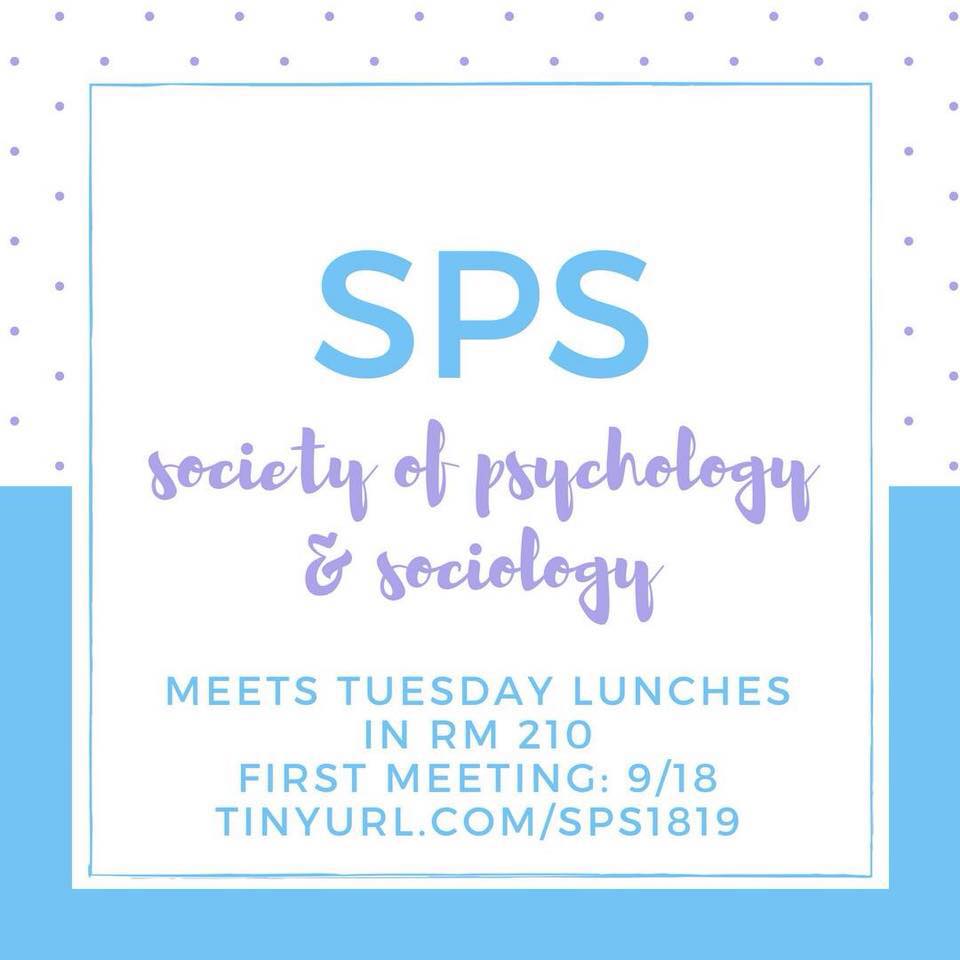 SPS
society of psychology
& sociology
MEETS TUESDAY LUNCHES
IN RM 210
FIRST MEETING: 9/18
TINYURL.COM/SPS1819